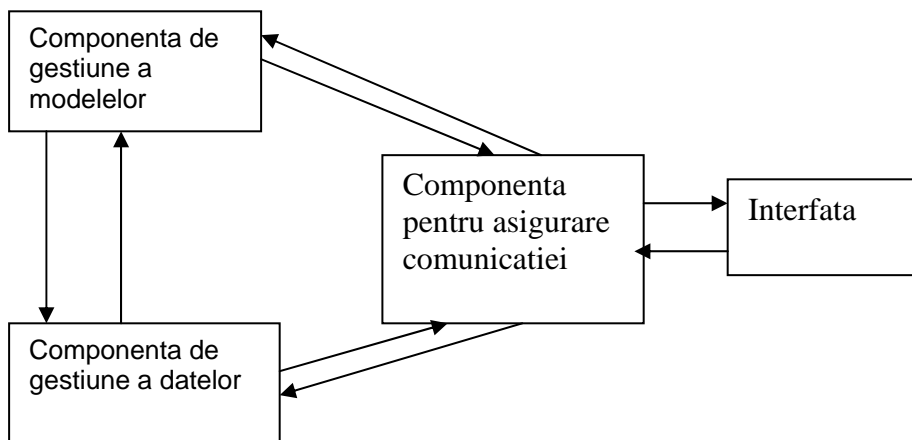 Componenta de
gestiune a
modelelor
Componenta
pentru asigurare
comunicatiei
Interfata
Componenta de
gestiune a datelor